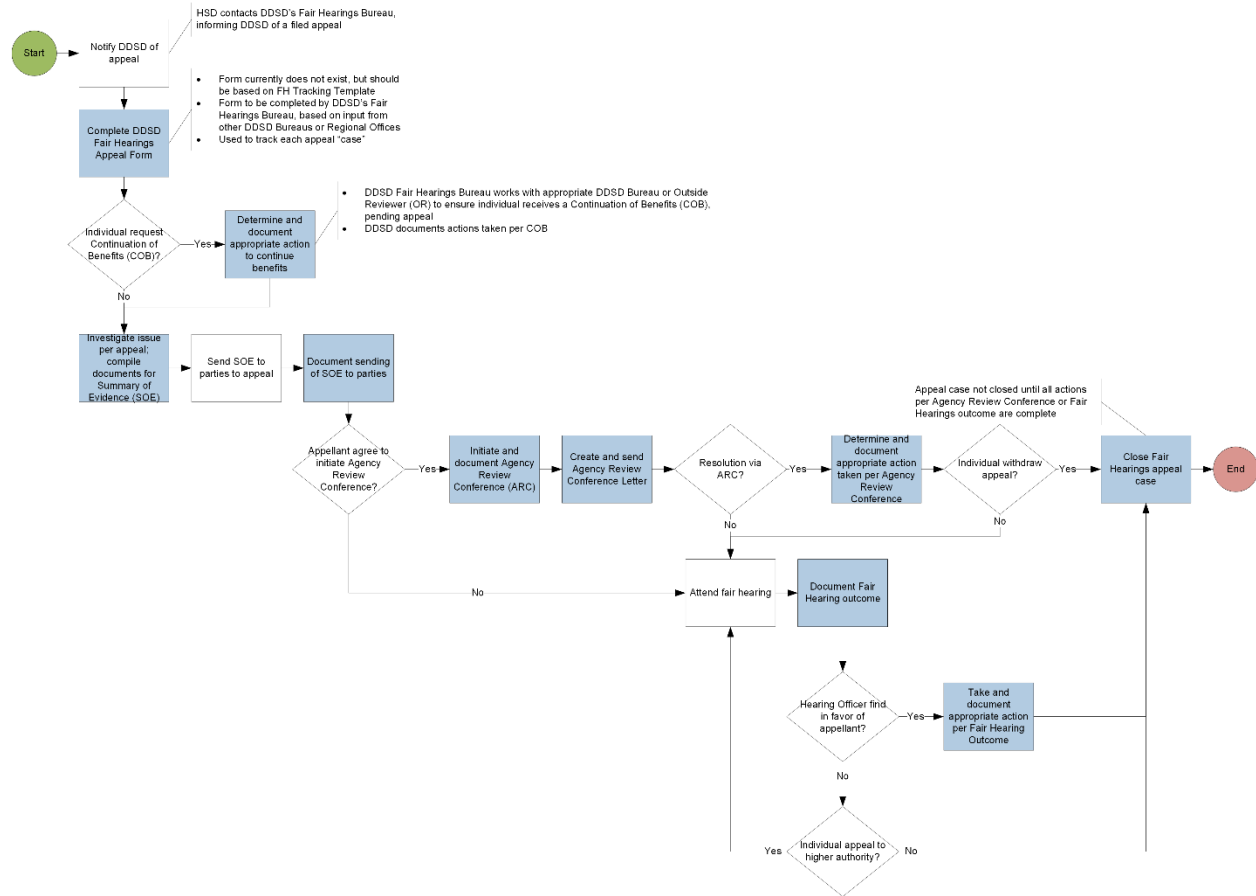 HSD contacts DDSD's Fair Hearings Bureau,
informing DDSD of a filed appeal
Start
Notify DDSD of
appeal
• Form currently does not exist, but should
be based on FH Tracking Template
• Form to be completed by DDSD's Fair
Hearings Bureau, based on input from
other DDSD Bureaus or Regional Offices
• Used to track each appeal "case"
Complete DDSD
Fair Hearings
Appeal Form
• DDSD Fair Hearings Bureau works with appropriate DDSD Bureau or Outside
Reviewer (OR) to ensure individual receives a Continuation of Benefits (COB),
pending appeal
• DDSD documents actions taken per COB
Individual request
Continuation of
Benefits (COB)?
Yes
Determine and
document
appropriate action
to continue
benefits
No
Investigate issue
per appeal;
compile
documents for
Summary of
Evidence (SOE)
Send SOE to
parties to appeal
Document sending
of SOE to parties
Appeal case not closed until all actions
per Agency Review Conference or Fair
Hearings outcome are complete
Appellant agree to
initiate Agency
Review
Conference?
Yes
Initiate and
document Agency
Review
Conference (ARC)
Create and send
Agency Review
Conference Letter
Resolution via
ARC?
Yes
Determine and
document
appropriate action
taken per Agency
Review
Conference
Individual withdraw
appeal?
Yes
Close Fair
Hearings appeal
case
End
No
No
No
Attend fair hearing
Document Fair
Hearing outcome
Hearing Officer find
in favor of
appellant?
Yes
Take and
document
appropriate action
per Fair Hearing
Outcome
No
Yes
Individual appeal to
higher authority?
No